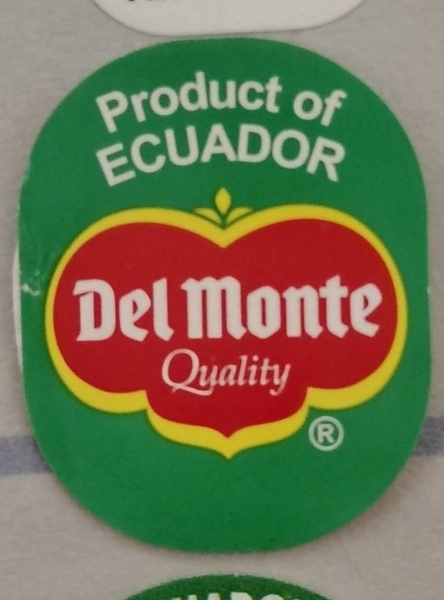 Product of
ECUADOR
Del Monte
Quality
®